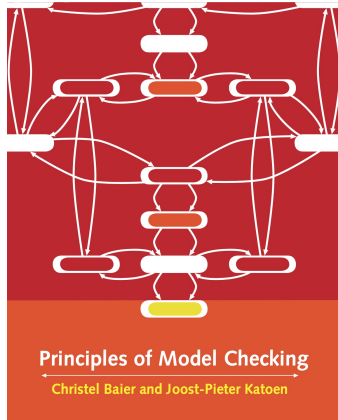 Principles of Model Checking
Christel Baier and Joost-Pieter Katoen